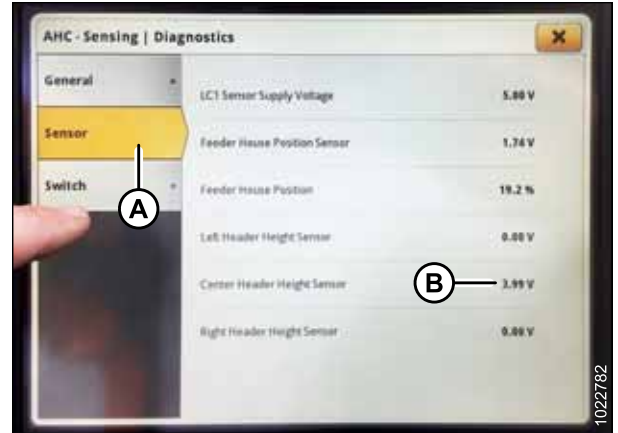 AHC - Sensing | Diagnostics
General
Sensor
Switch
LC1 Sensor Supply Voltage 5.00 V
Feeder House Position Sensor 1.74 V
Feeder House Position 19.2 %
Left Header Height Sensor 0.00 V
Center Header Height Sensor 3.99 V
Right Header Height Sensor 0.00 V
A
B
1022782